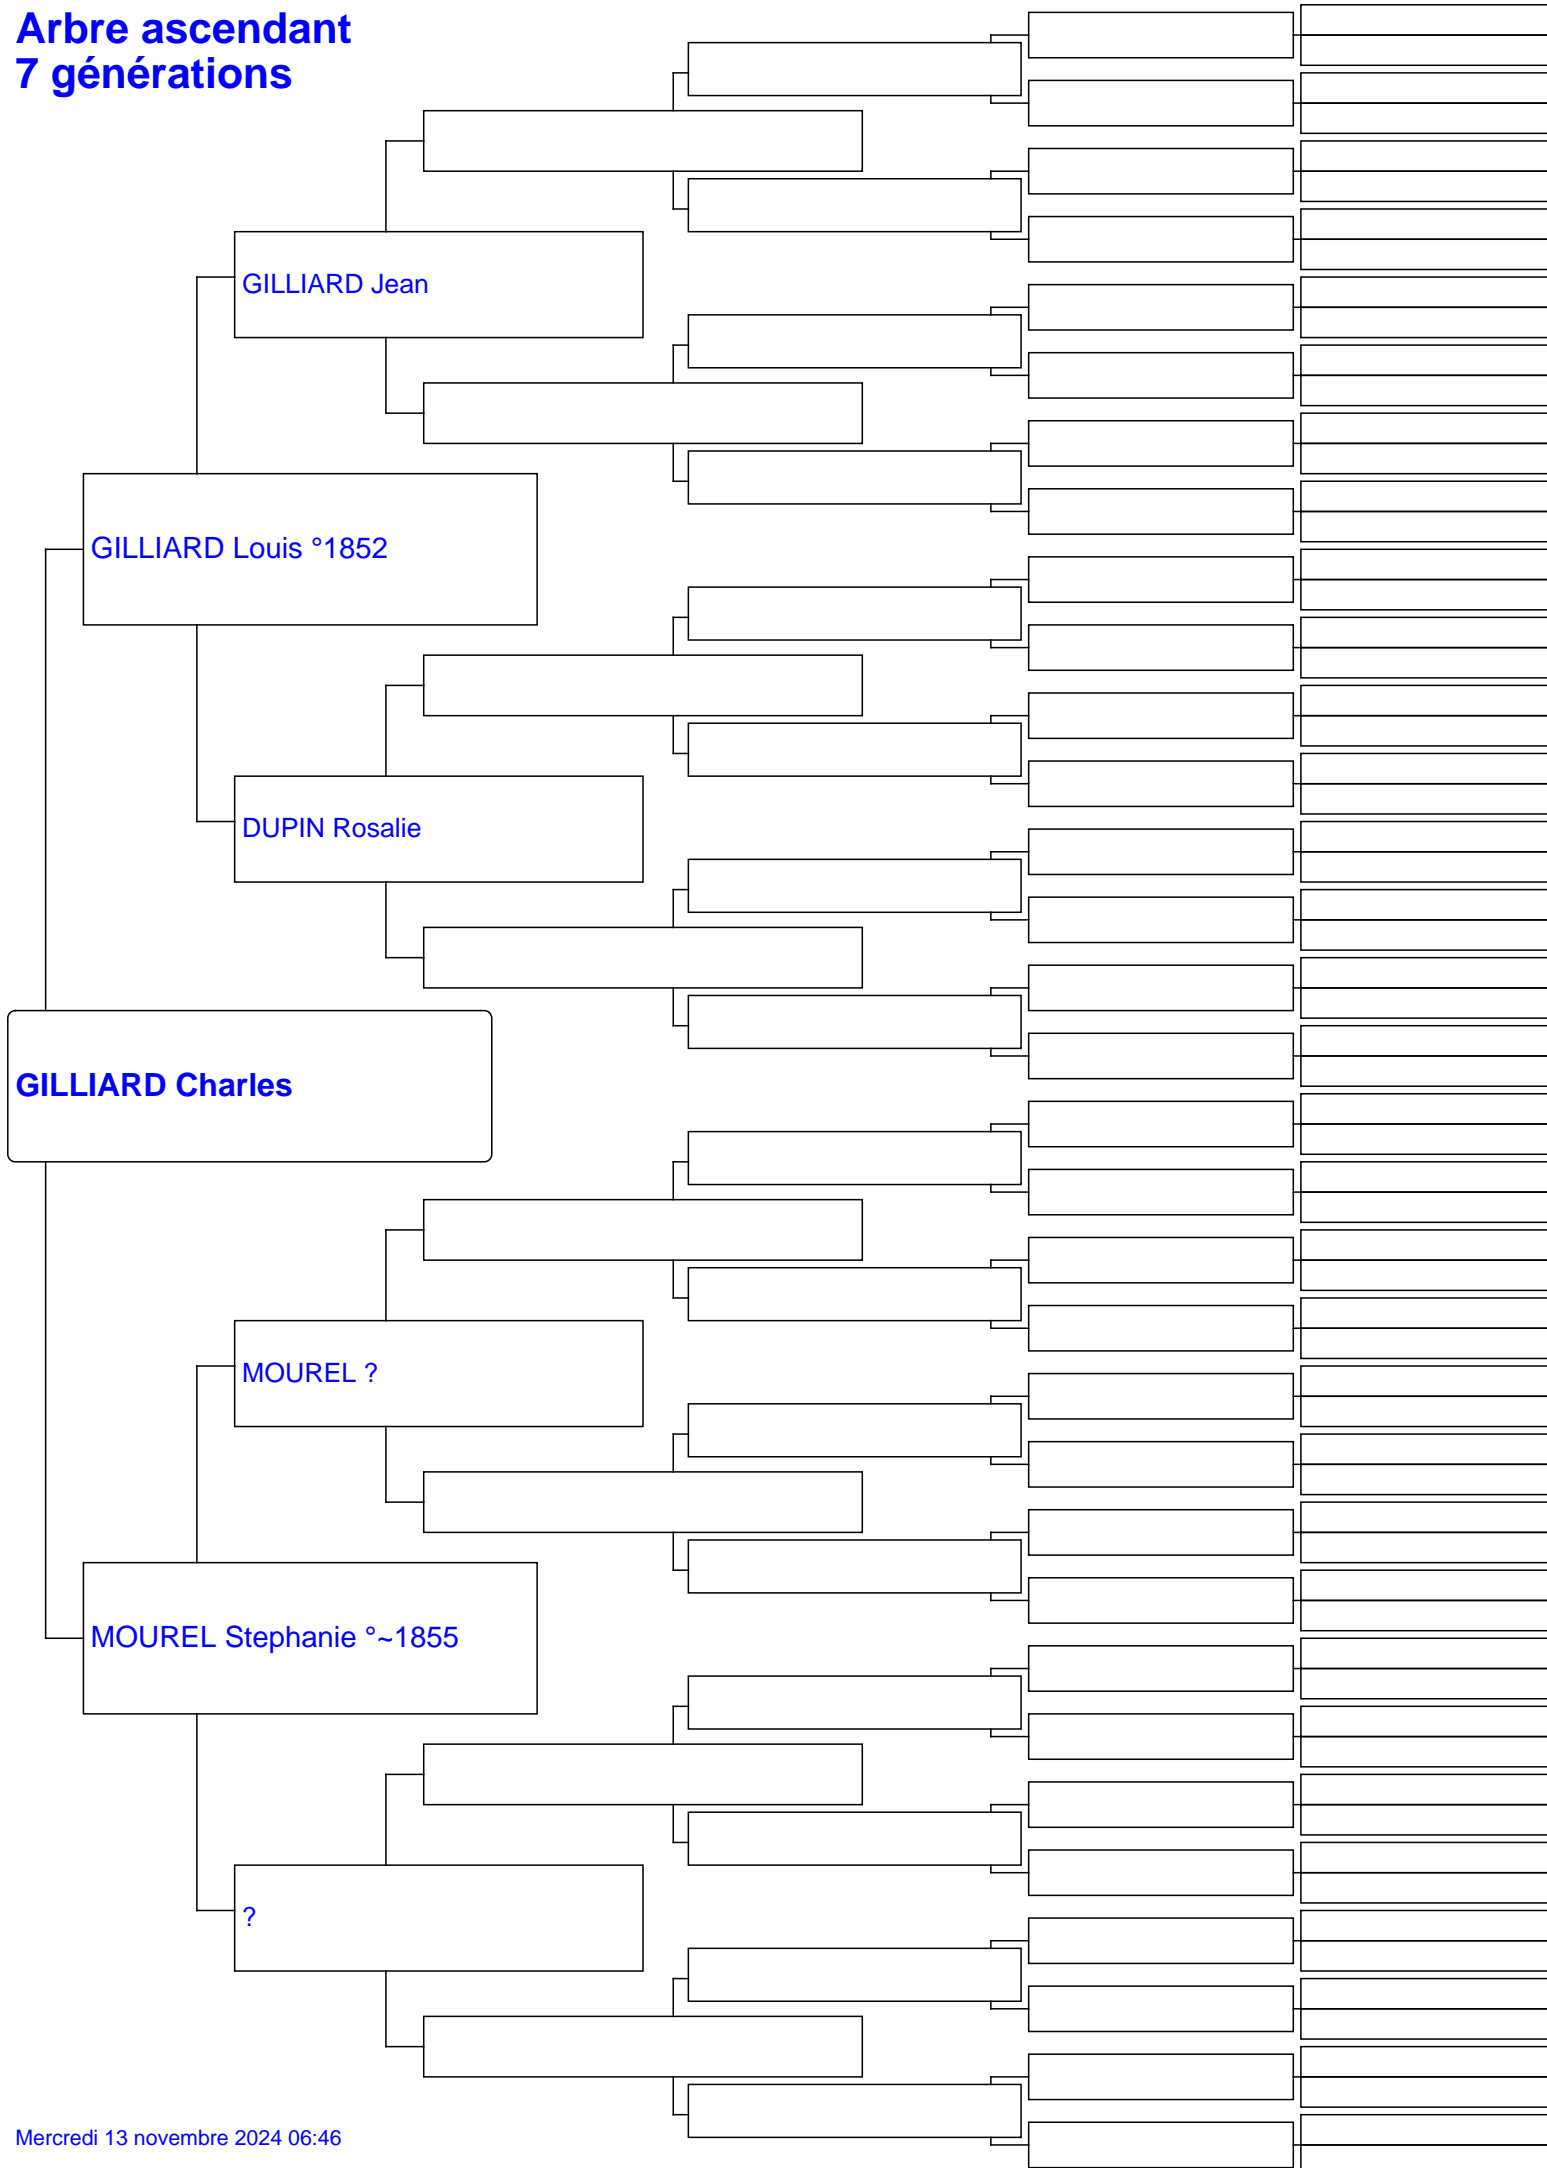 Arbre ascendant
7 générations
GILLIARD Jean
GILLIARD Louis °1852
DUPIN Rosalie
GILLIARD Charles
MOUREL ?
MOUREL Stephanie °~1855
?
Mercredi 13 novembre 2024 06:46